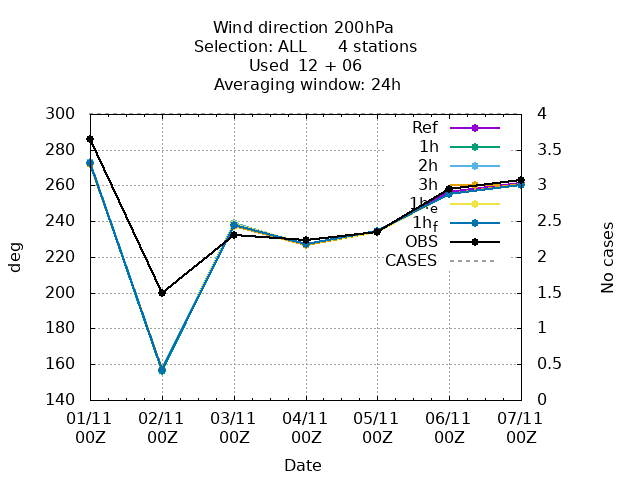 Wind direction 200hPa
Selection: ALL 4 stations
Used 12 + 06
Averaging window: 24h
300 4
280 3.5
260 3
240 2.5
220 2
200 1.5
180 1
160 0.5
140 0
deg
No cases
Ref
1h
2h
3h
1h_e
1h_f
OBS
CASES
01/11 02/11 03/11 04/11 05/11 06/11 07/11
00Z 00Z 00Z 00Z 00Z 00Z 00Z
Date